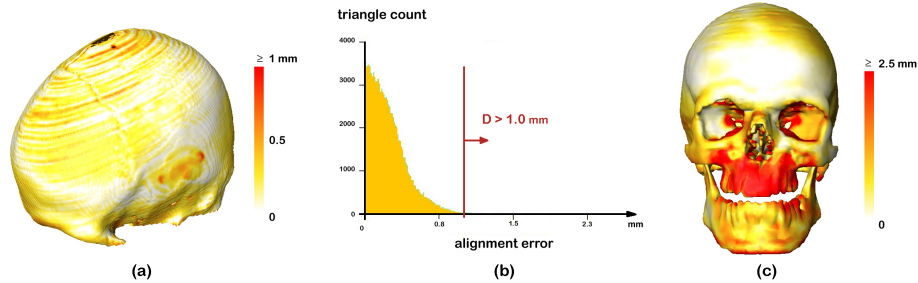 ≥ 1 mm
0.5
0
(a)
triangle count
4000
3000
2000
1000
0
D > 1.0 mm
0
0.8
1.5
2.3
mm
alignment error
(b)
≥ 2.5 mm
2
0
(c)